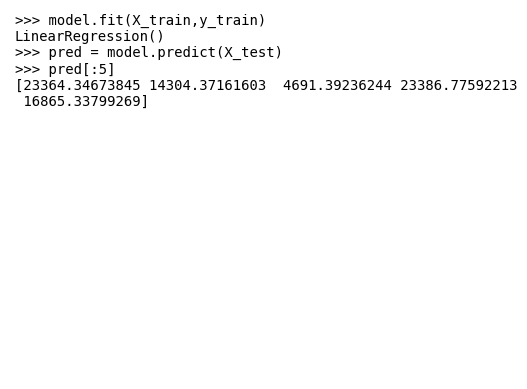 >>> model.fit(X_train,y_train)
LinearRegression()
>>> pred = model.predict(X_test)
>>> pred[:5]
[23364.34673845 14304.37161603  4691.39236244 23386.77592213
 16865.33799269]